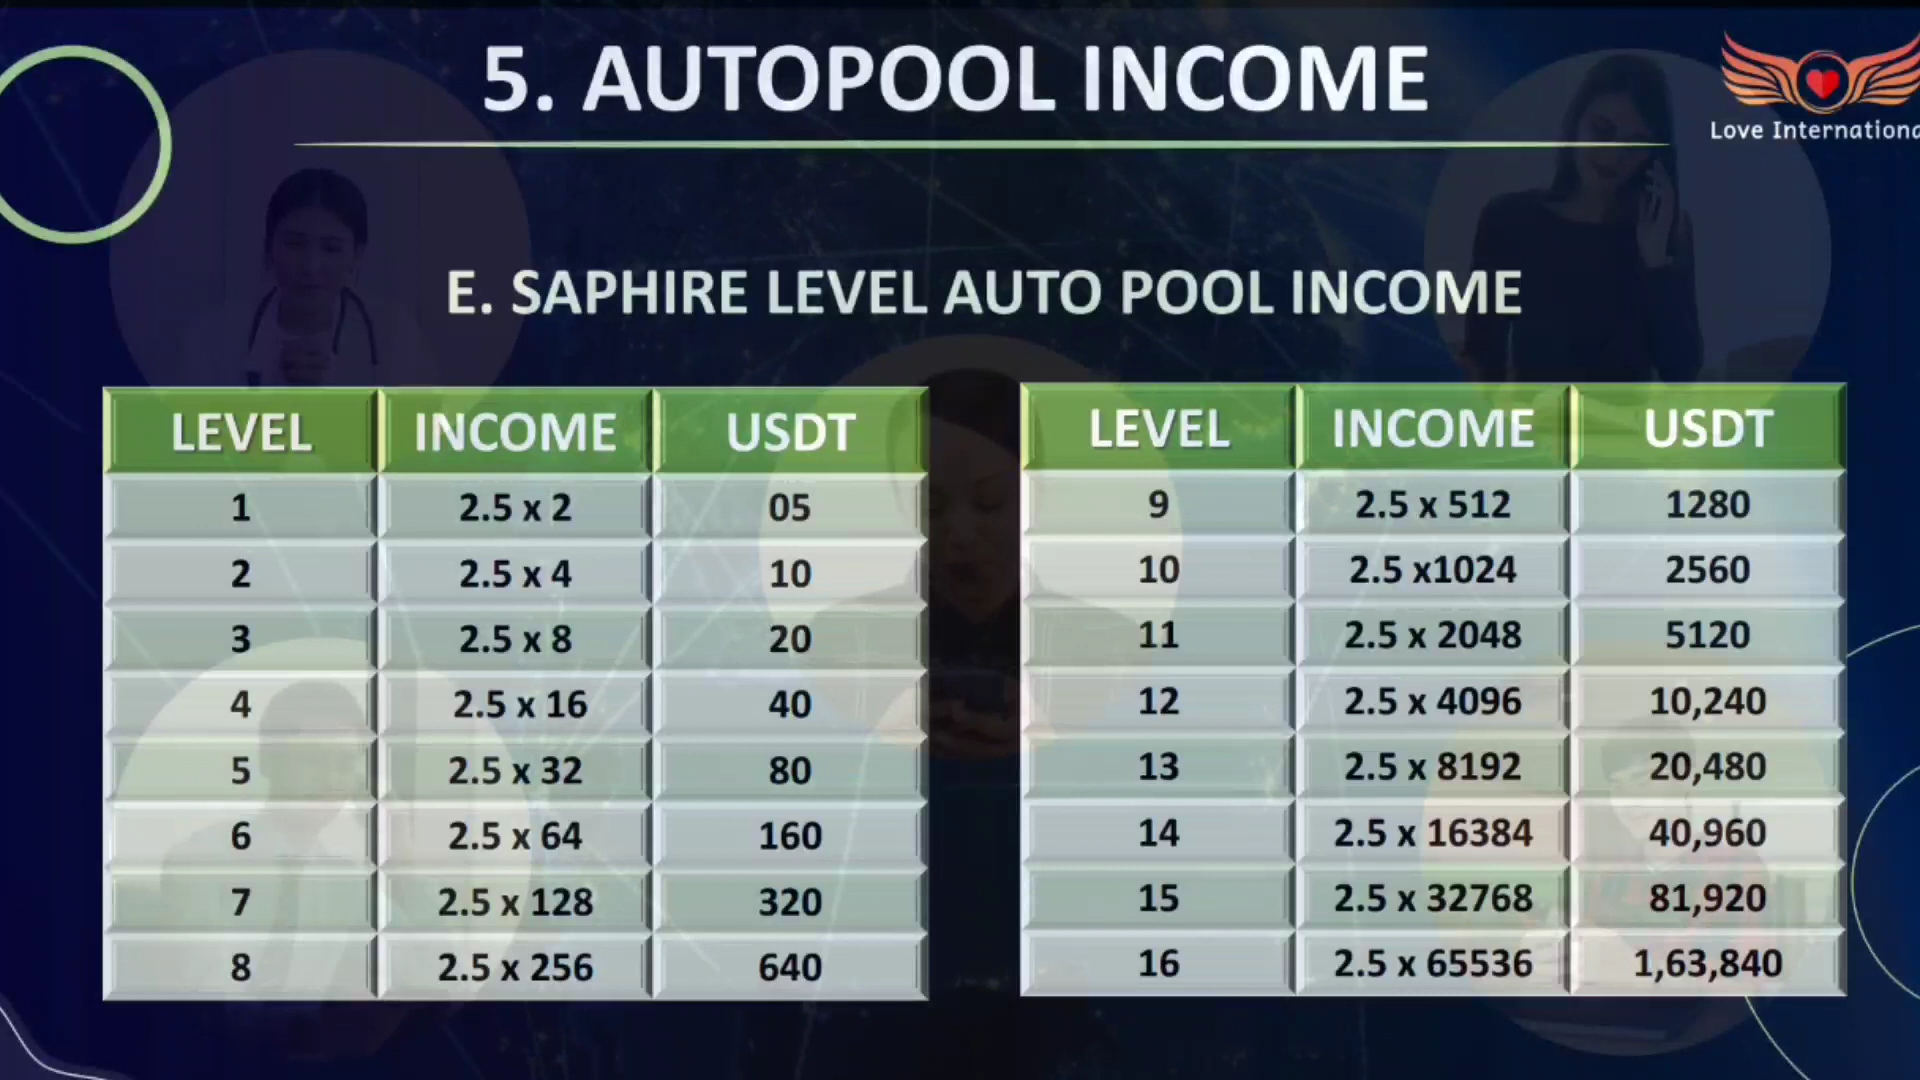 5. AUTOPOOL INCOME
Love Internationa
E. SAPHIRE LEVEL AUTO POOL INCOME
LEVEL INCOME USDT
1 2.5 x 2 05
2 2.5 x 4 10
3 2.5 x 8 20
4 2.5 x 16 40
5 2.5 x 32 80
6 2.5 x 64 160
7 2.5 x 128 320
8 2.5 x 256 640
LEVEL INCOME USDT
9 2.5 x 512 1280
10 2.5 x1024 2560
11 2.5 x 2048 5120
12 2.5 x 4096 10,240
13 2.5 x 8192 20,480
14 2.5 x 16384 40,960
15 2.5 x 32768 81,920
16 2.5 x 65536 1,63,840